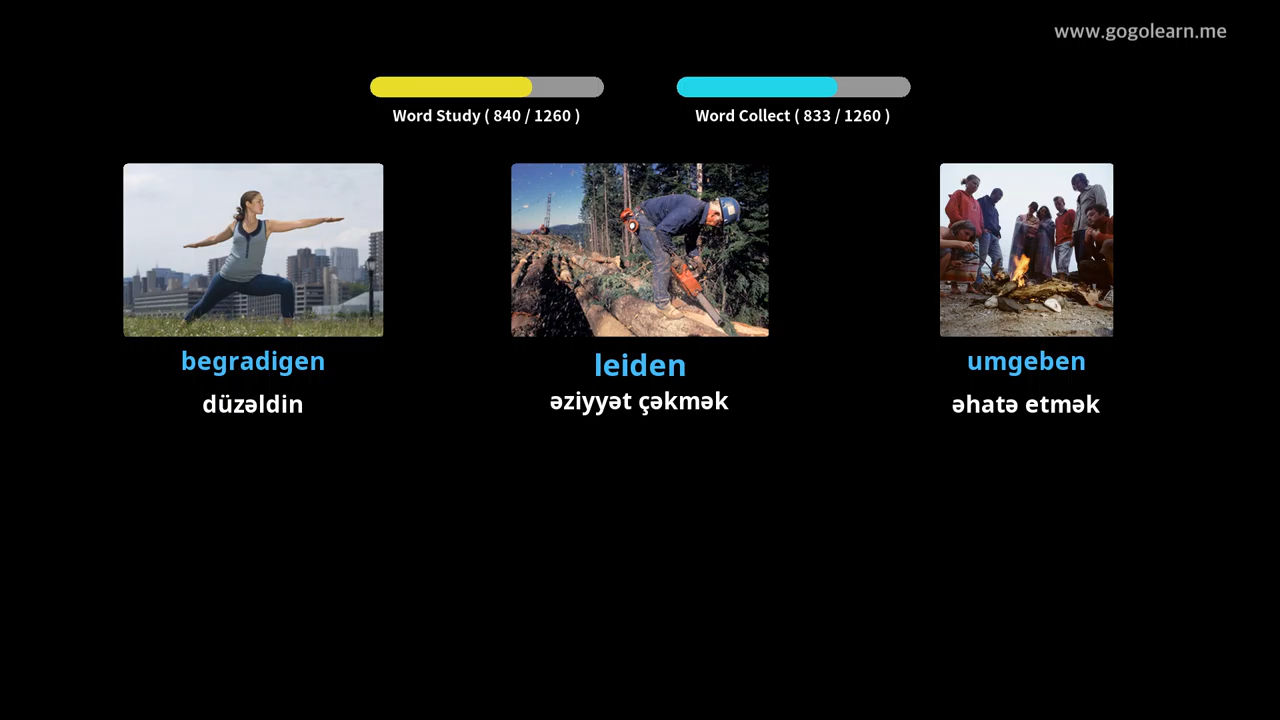 www.gogolearn.me
Word Study ( 840 / 1260 )
Word Collect ( 833 / 1260 )
begradigen
leiden
umgeben
düzəldin
əziyyət çəkmək
əhatə etmək